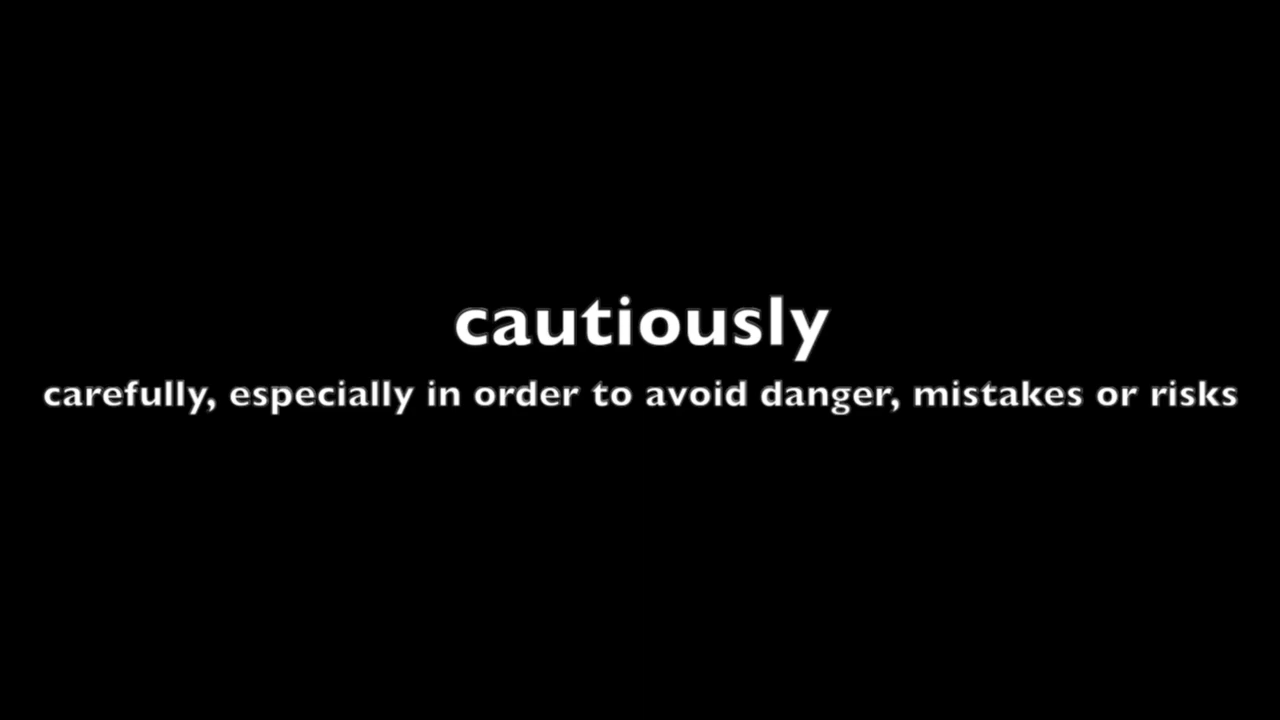 cautiously
carefully, especially in order to avoid danger, mistakes or risks